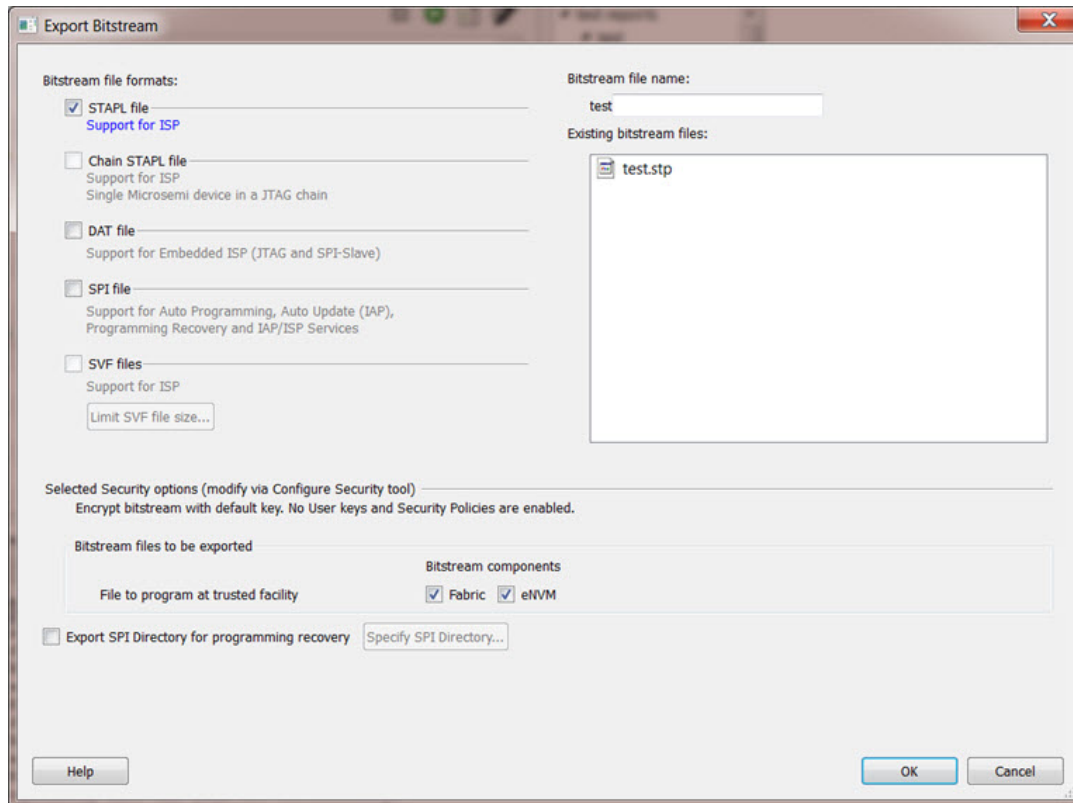 test reports
test
Export Bitstream
Bitstream file formats:
STAPL file
Support for ISP
Chain STAPL file
Support for ISP
Single Microsemi device in a JTAG chain
DAT file
Support for Embedded ISP (JTAG and SPI-Slave)
SPI file
Support for Auto Programming, Auto Update (IAP),
Programming Recovery and IAP/ISP Services
SVF files
Support for ISP
Limit SVF file size...
Bitstream file name:
test
Existing bitstream files:
test.stp
Selected Security options (modify via Configure Security tool)
Encrypt bitstream with default key. No User keys and Security Policies are enabled.
Bitstream files to be exported
Bitstream components
File to program at trusted facility Fabric eNVM
Export SPI Directory for programming recovery Specify SPI Directory...
Help OK Cancel